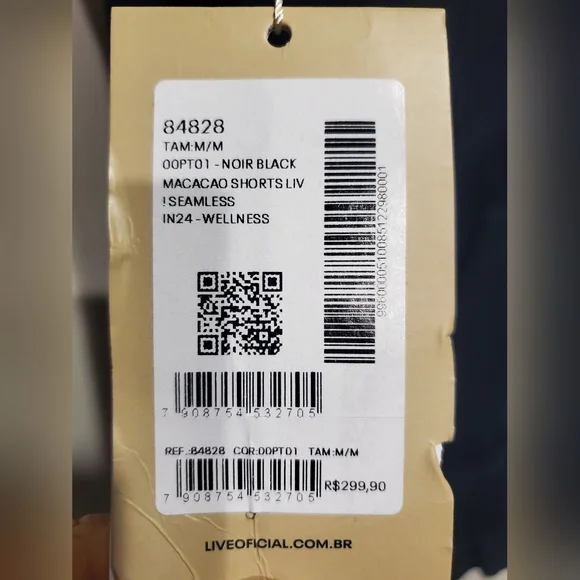 84828
TAM:M/M
00PT01 - NOIR BLACK
MACACAO SHORTS LIV
! SEAMLESS
IN24 - WELLNESS
7 908754 532705
REF.:84828 COR:00PT01 TAM:M/M
7 908754 532705
R$299,90
LIVEOFICIAL.COM.BR